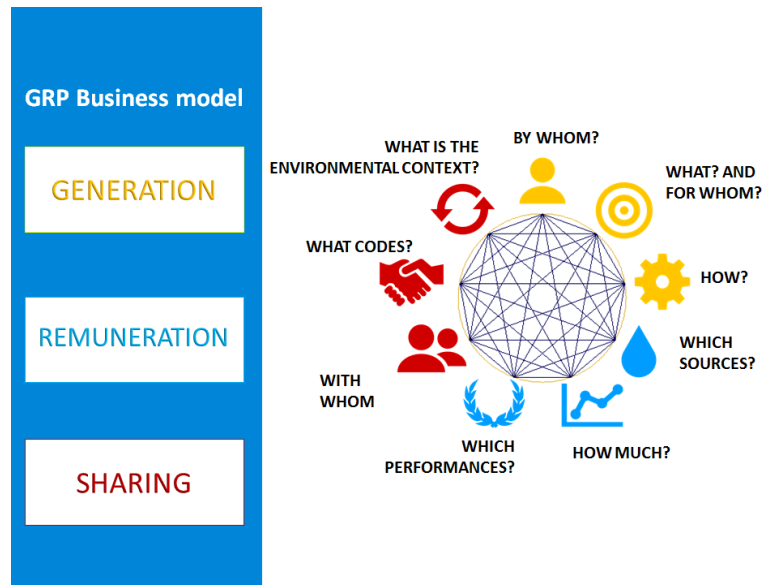 GRP Business model
GENERATION
REMUNERATION
SHARING
BY WHOM?
WHAT? AND
FOR WHOM?
HOW?
WHICH
SOURCES?
HOW MUCH?
WHICH
PERFORMANCES?
WITH
WHOM
WHAT CODES?
WHAT IS THE
ENVIRONMENTAL CONTEXT?